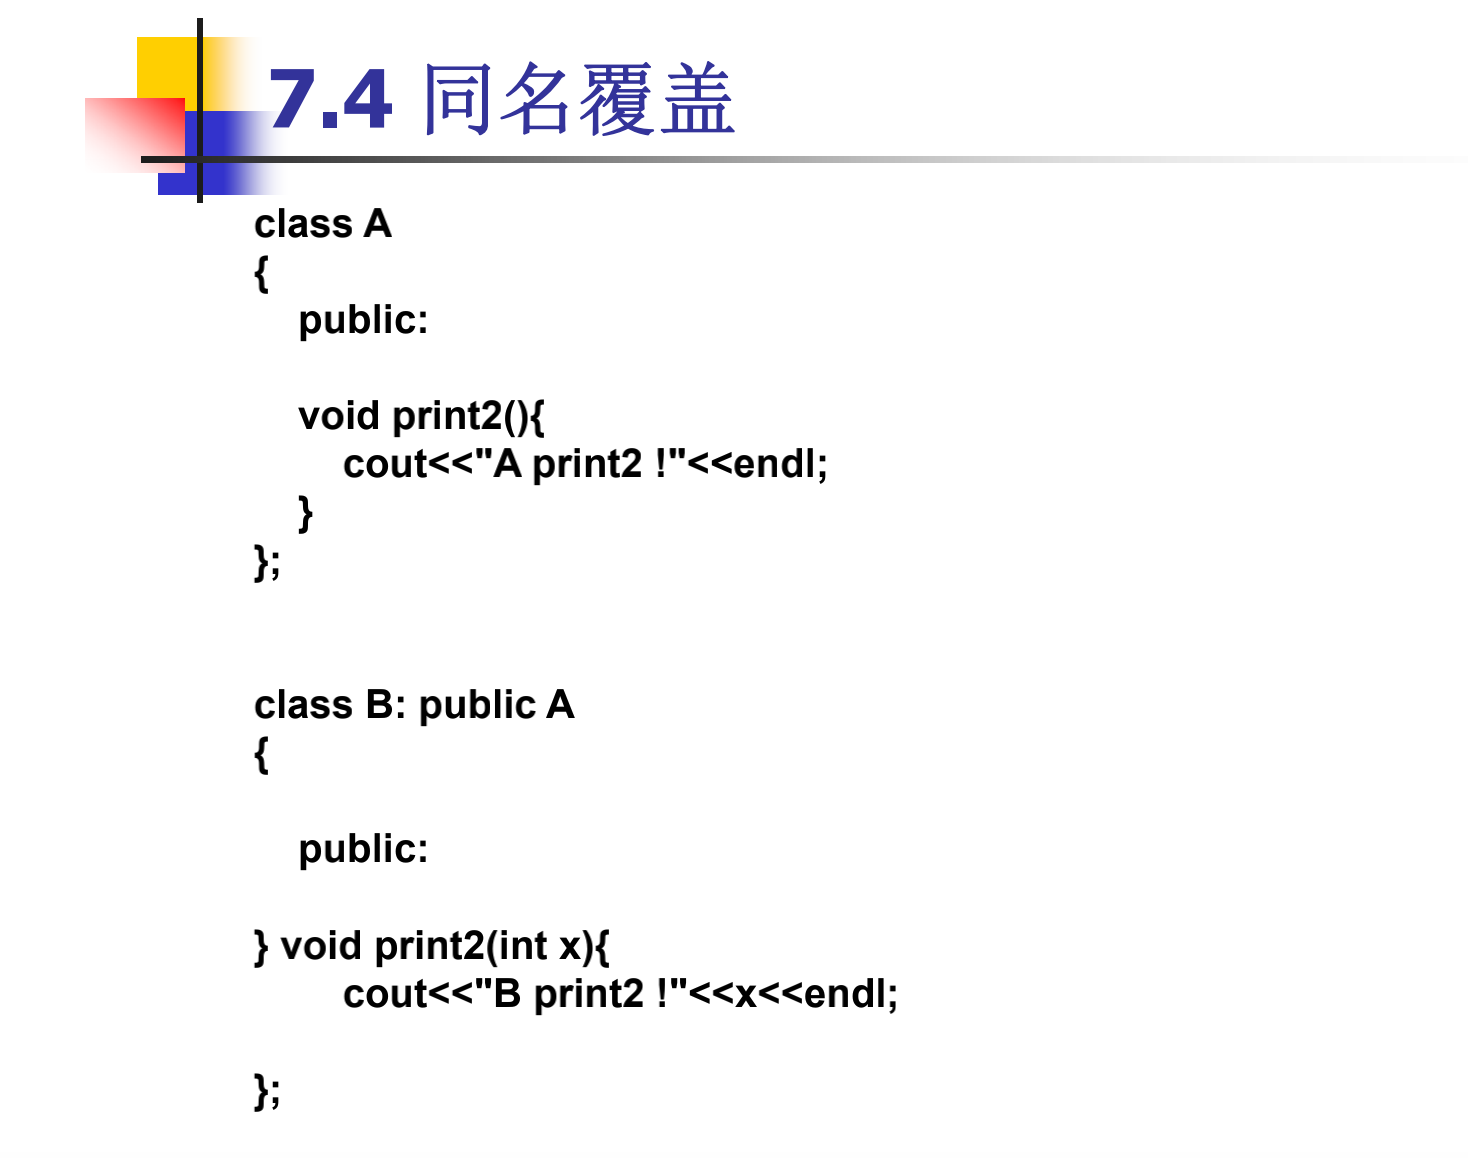 7.4 同名覆盖
class A
{
public:
void print2(){
cout<<"A print2 !"<<endl;
}
};
class B: public A
{
public:
} void print2(int x){
cout<<"B print2 !"<<x<<endl;
};